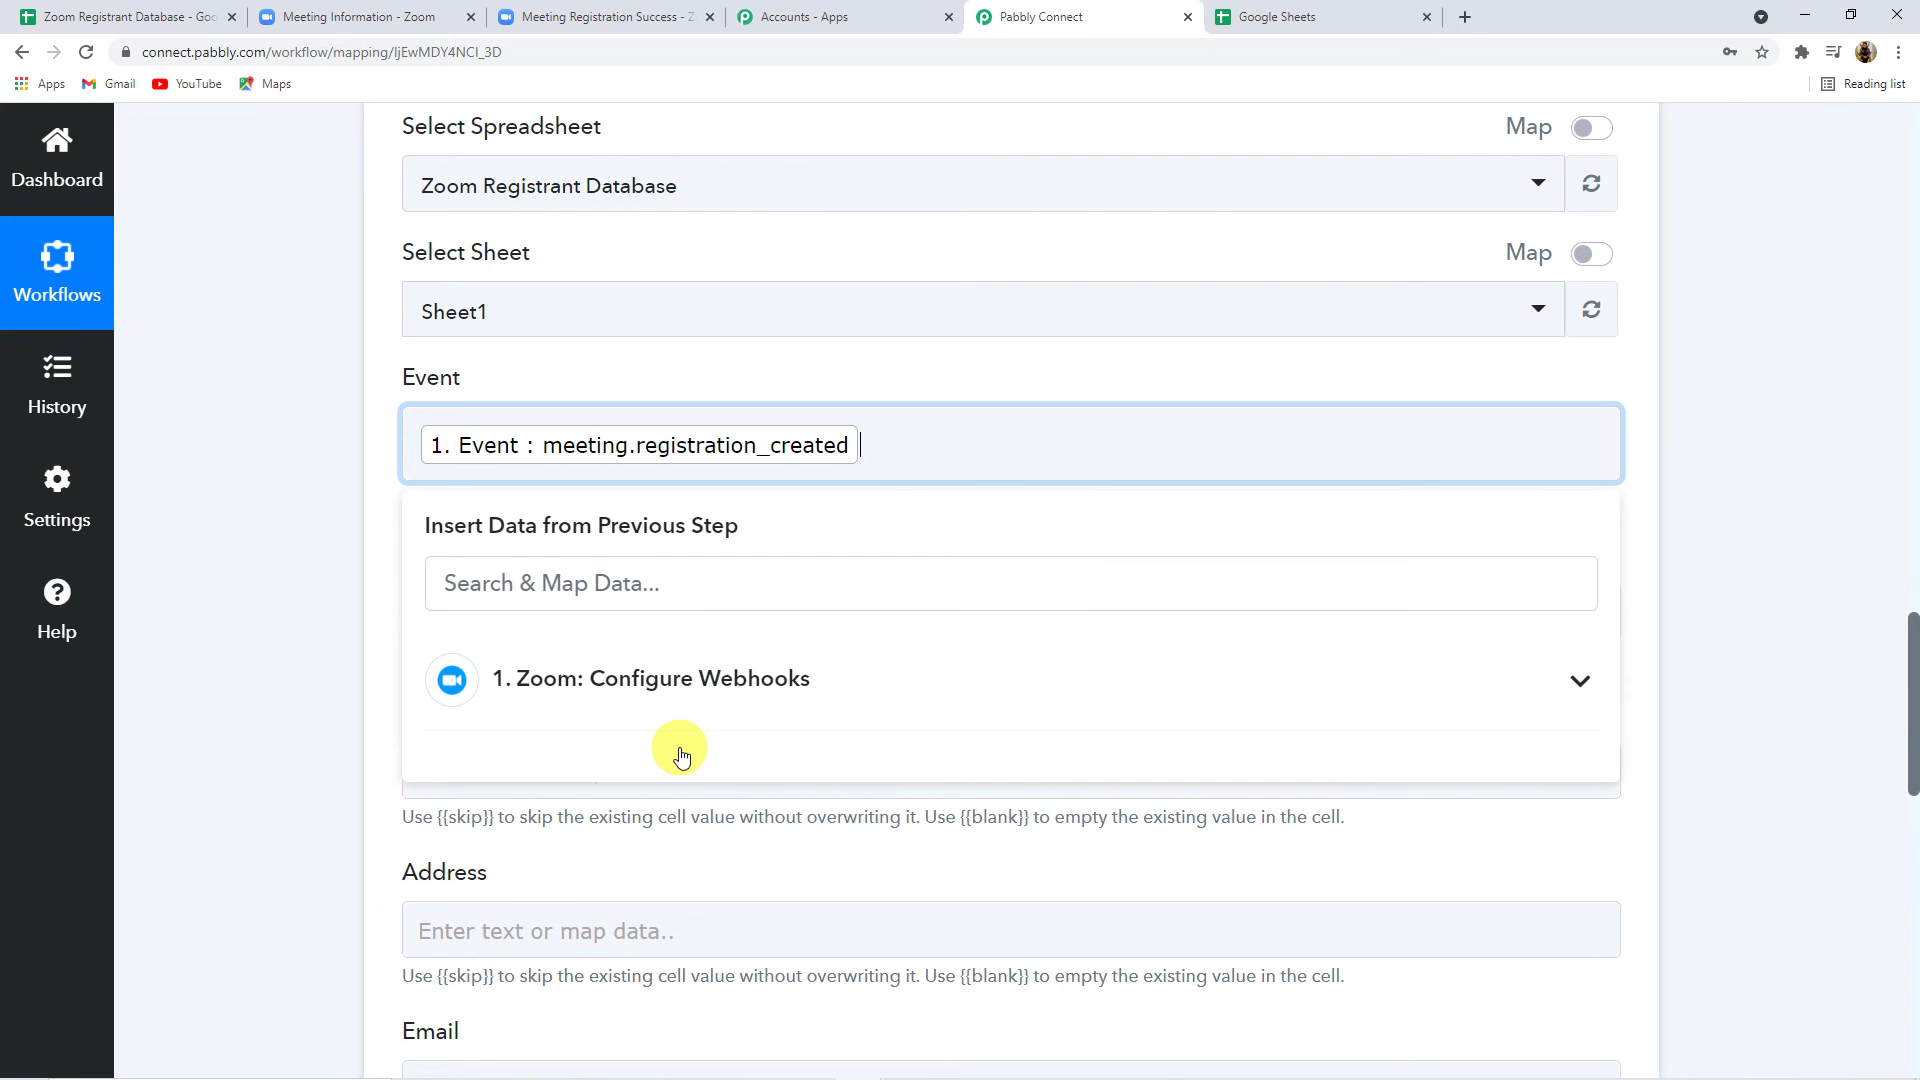 Zoom Registrant Database - Goo
Meeting Information - Zoom
Meeting Registration Success - Z
Accounts - Apps
Pabbly Connect
Google Sheets
connect.pabbly.com/workflow/mapping/IjEwMDY4NCI_3D
Apps
Gmail
YouTube
Maps
Reading list
Dashboard
Workflows
History
Settings
Help
Select Spreadsheet
Map
Zoom Registrant Database
Select Sheet
Map
Sheet1
Event
1. Event : meeting.registration_created
Insert Data from Previous Step
Search & Map Data...
1. Zoom: Configure Webhooks
Use {{skip}} to skip the existing cell value without overwriting it. Use {{blank}} to empty the existing value in the cell.
Address
Enter text or map data..
Use {{skip}} to skip the existing cell value without overwriting it. Use {{blank}} to empty the existing value in the cell.
Email